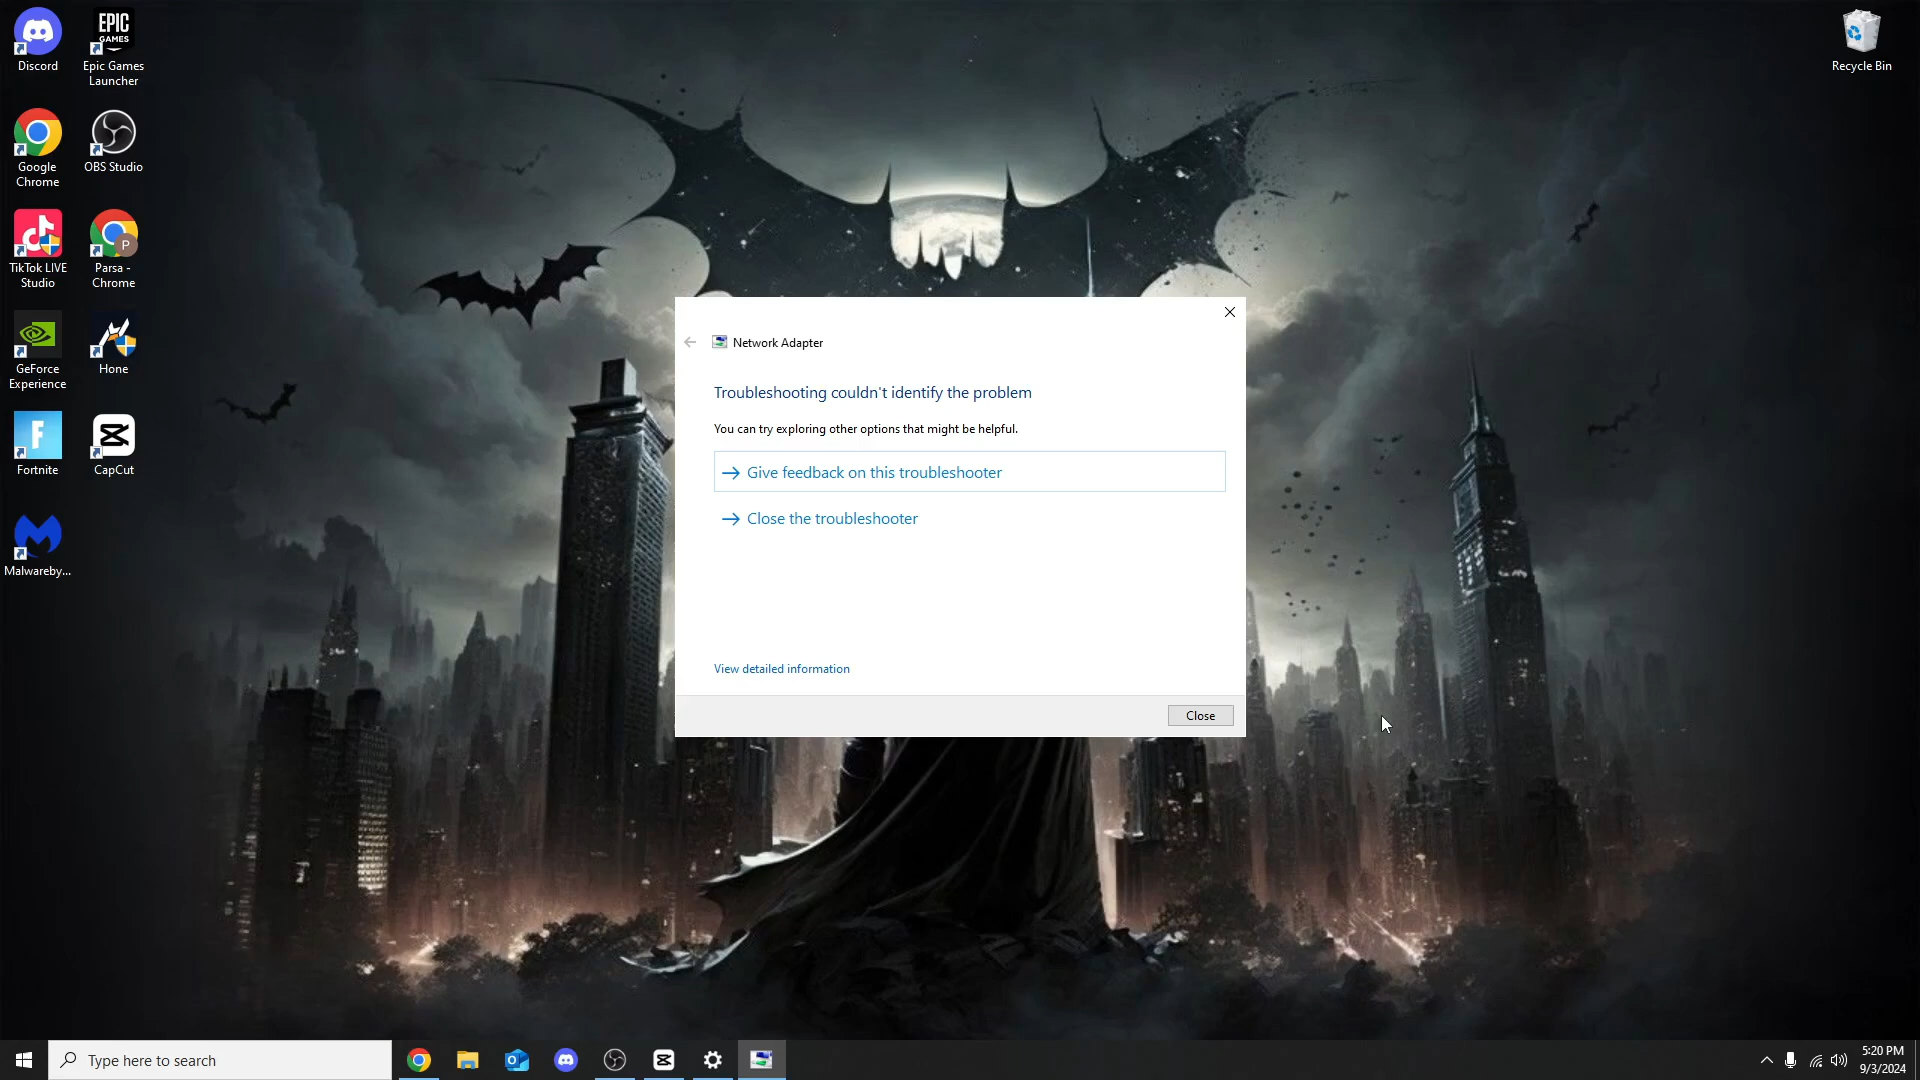 Discord
EPIC
GAMES
Epic Games
Launcher
Google
Chrome
OBS Studio
TikTok LIVE
Studio
P
Parsa -
Chrome
GeForce
Experience
Hone
F
Fortnite
CapCut
Malwareby...
Recycle Bin
Network Adapter
Troubleshooting couldn't identify the problem
You can try exploring other options that might be helpful.
Give feedback on this troubleshooter
Close the troubleshooter
View detailed information
Close
Type here to search
5:20 PM
9/3/2024